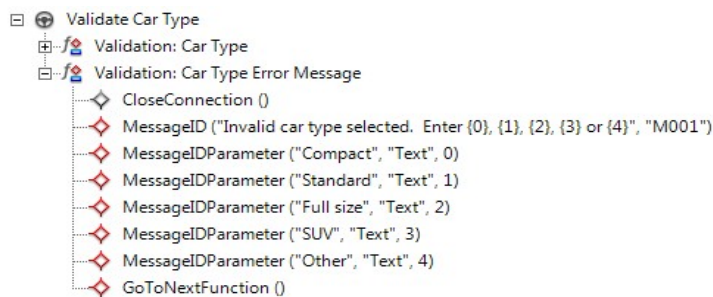 Validate Car Type
Validation: Car Type
Validation: Car Type Error Message
CloseConnection ()
MessageID ("Invalid car type selected.  Enter {0}, {1}, {2}, {3} or {4}", "M001")
MessageIDParameter ("Compact", "Text", 0)
MessageIDParameter ("Standard", "Text", 1)
MessageIDParameter ("Full size", "Text", 2)
MessageIDParameter ("SUV", "Text", 3)
MessageIDParameter ("Other", "Text", 4)
GoToNextFunction ()